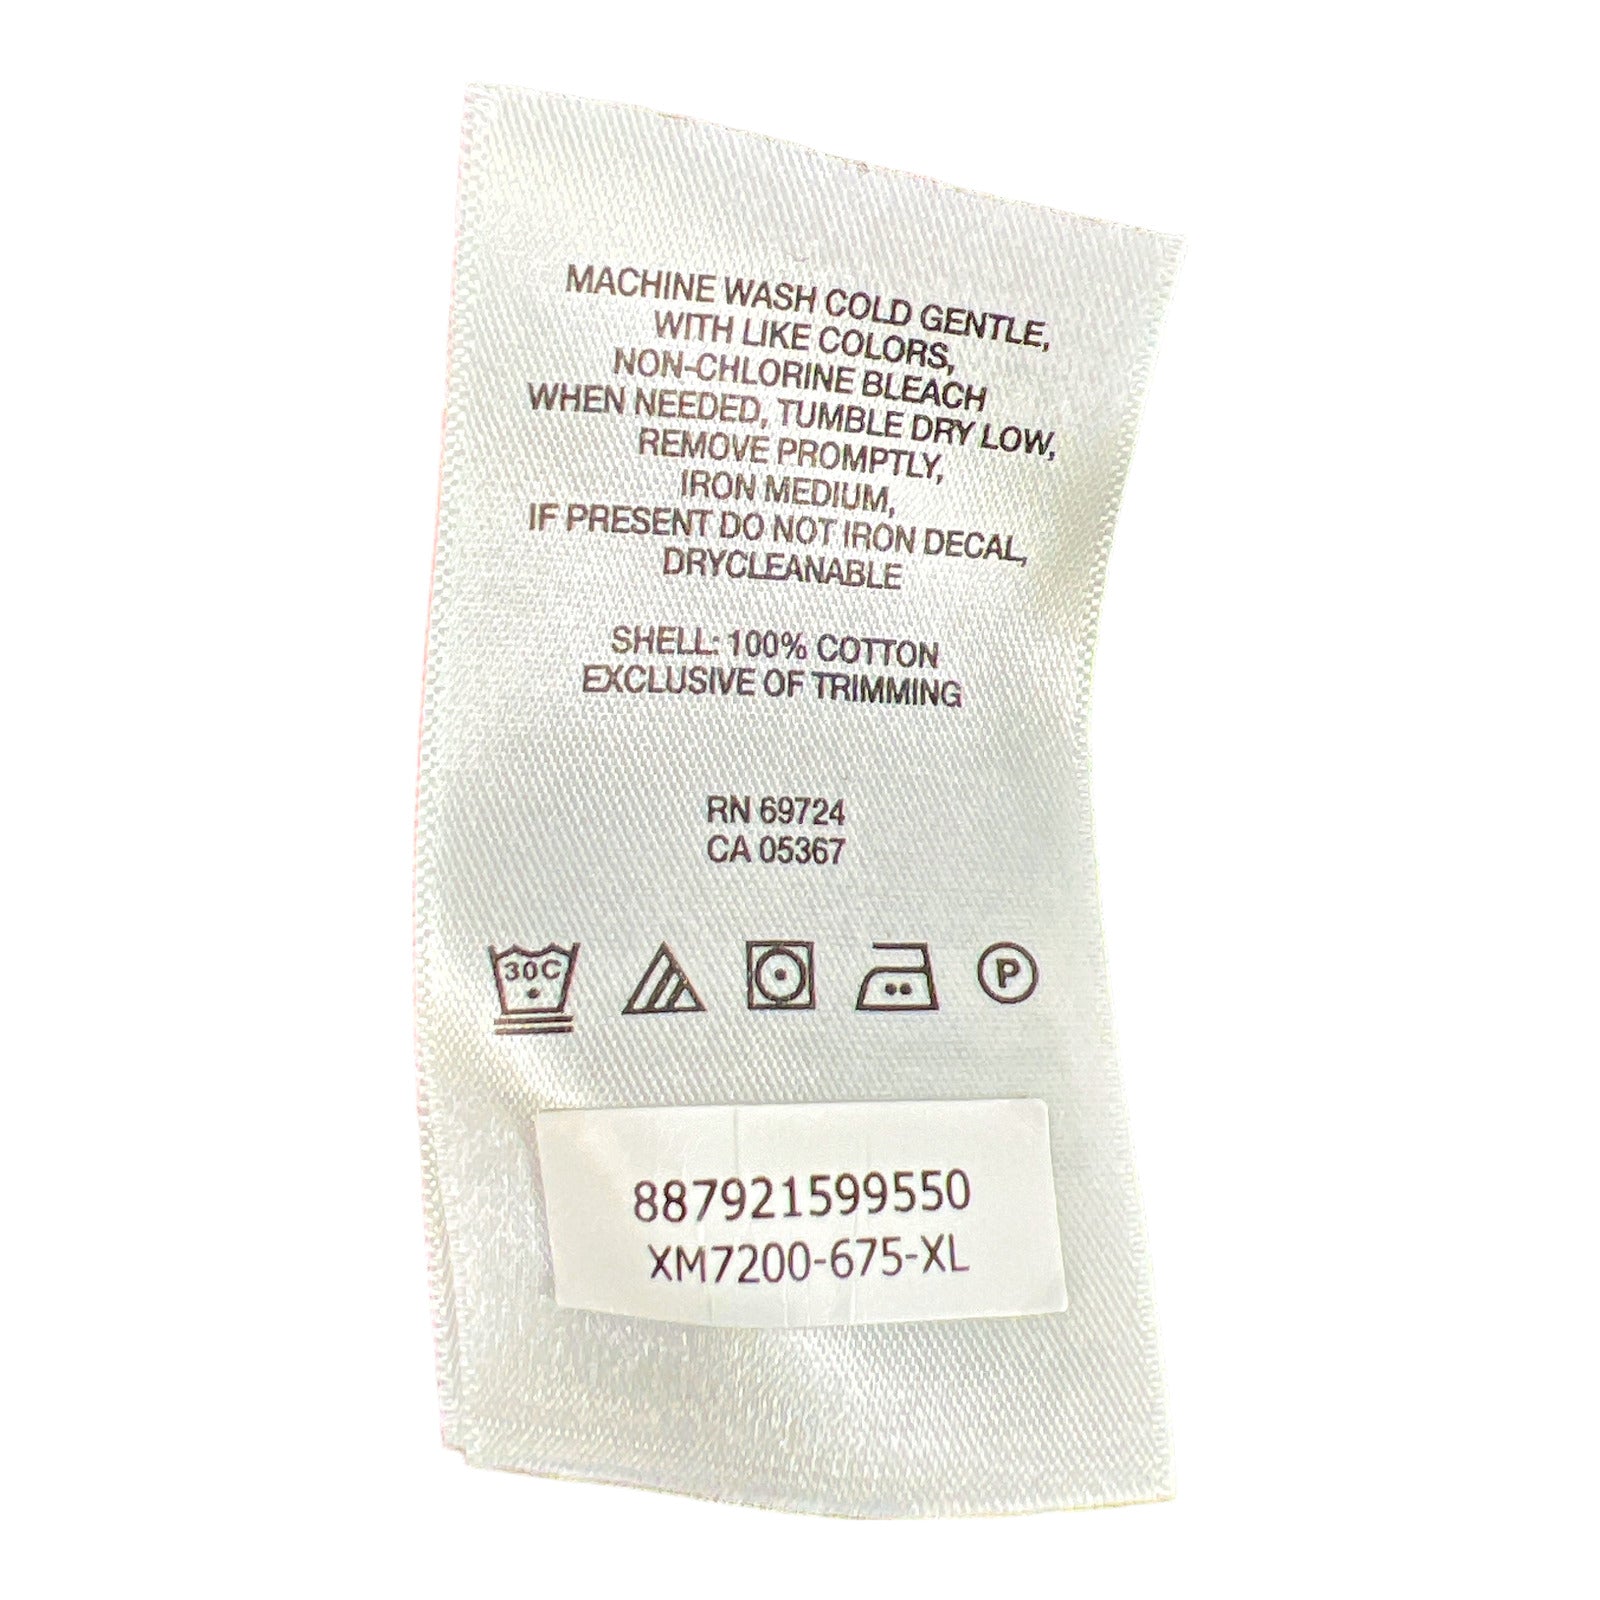 MACHINE WASH COLD GENTLE,
WITH LIKE COLORS,
NON-CHLORINE BLEACH
WHEN NEEDED, TUMBLE DRY LOW,
REMOVE PROMPTLY,
IRON MEDIUM,
IF PRESENT DO NOT IRON DECAL,
DRYCLEANABLE
SHELL: 100% COTTON
EXCLUSIVE OF TRIMMING
RN 69724
CA 05367
30C P
887921599550
XM7200-675-XL